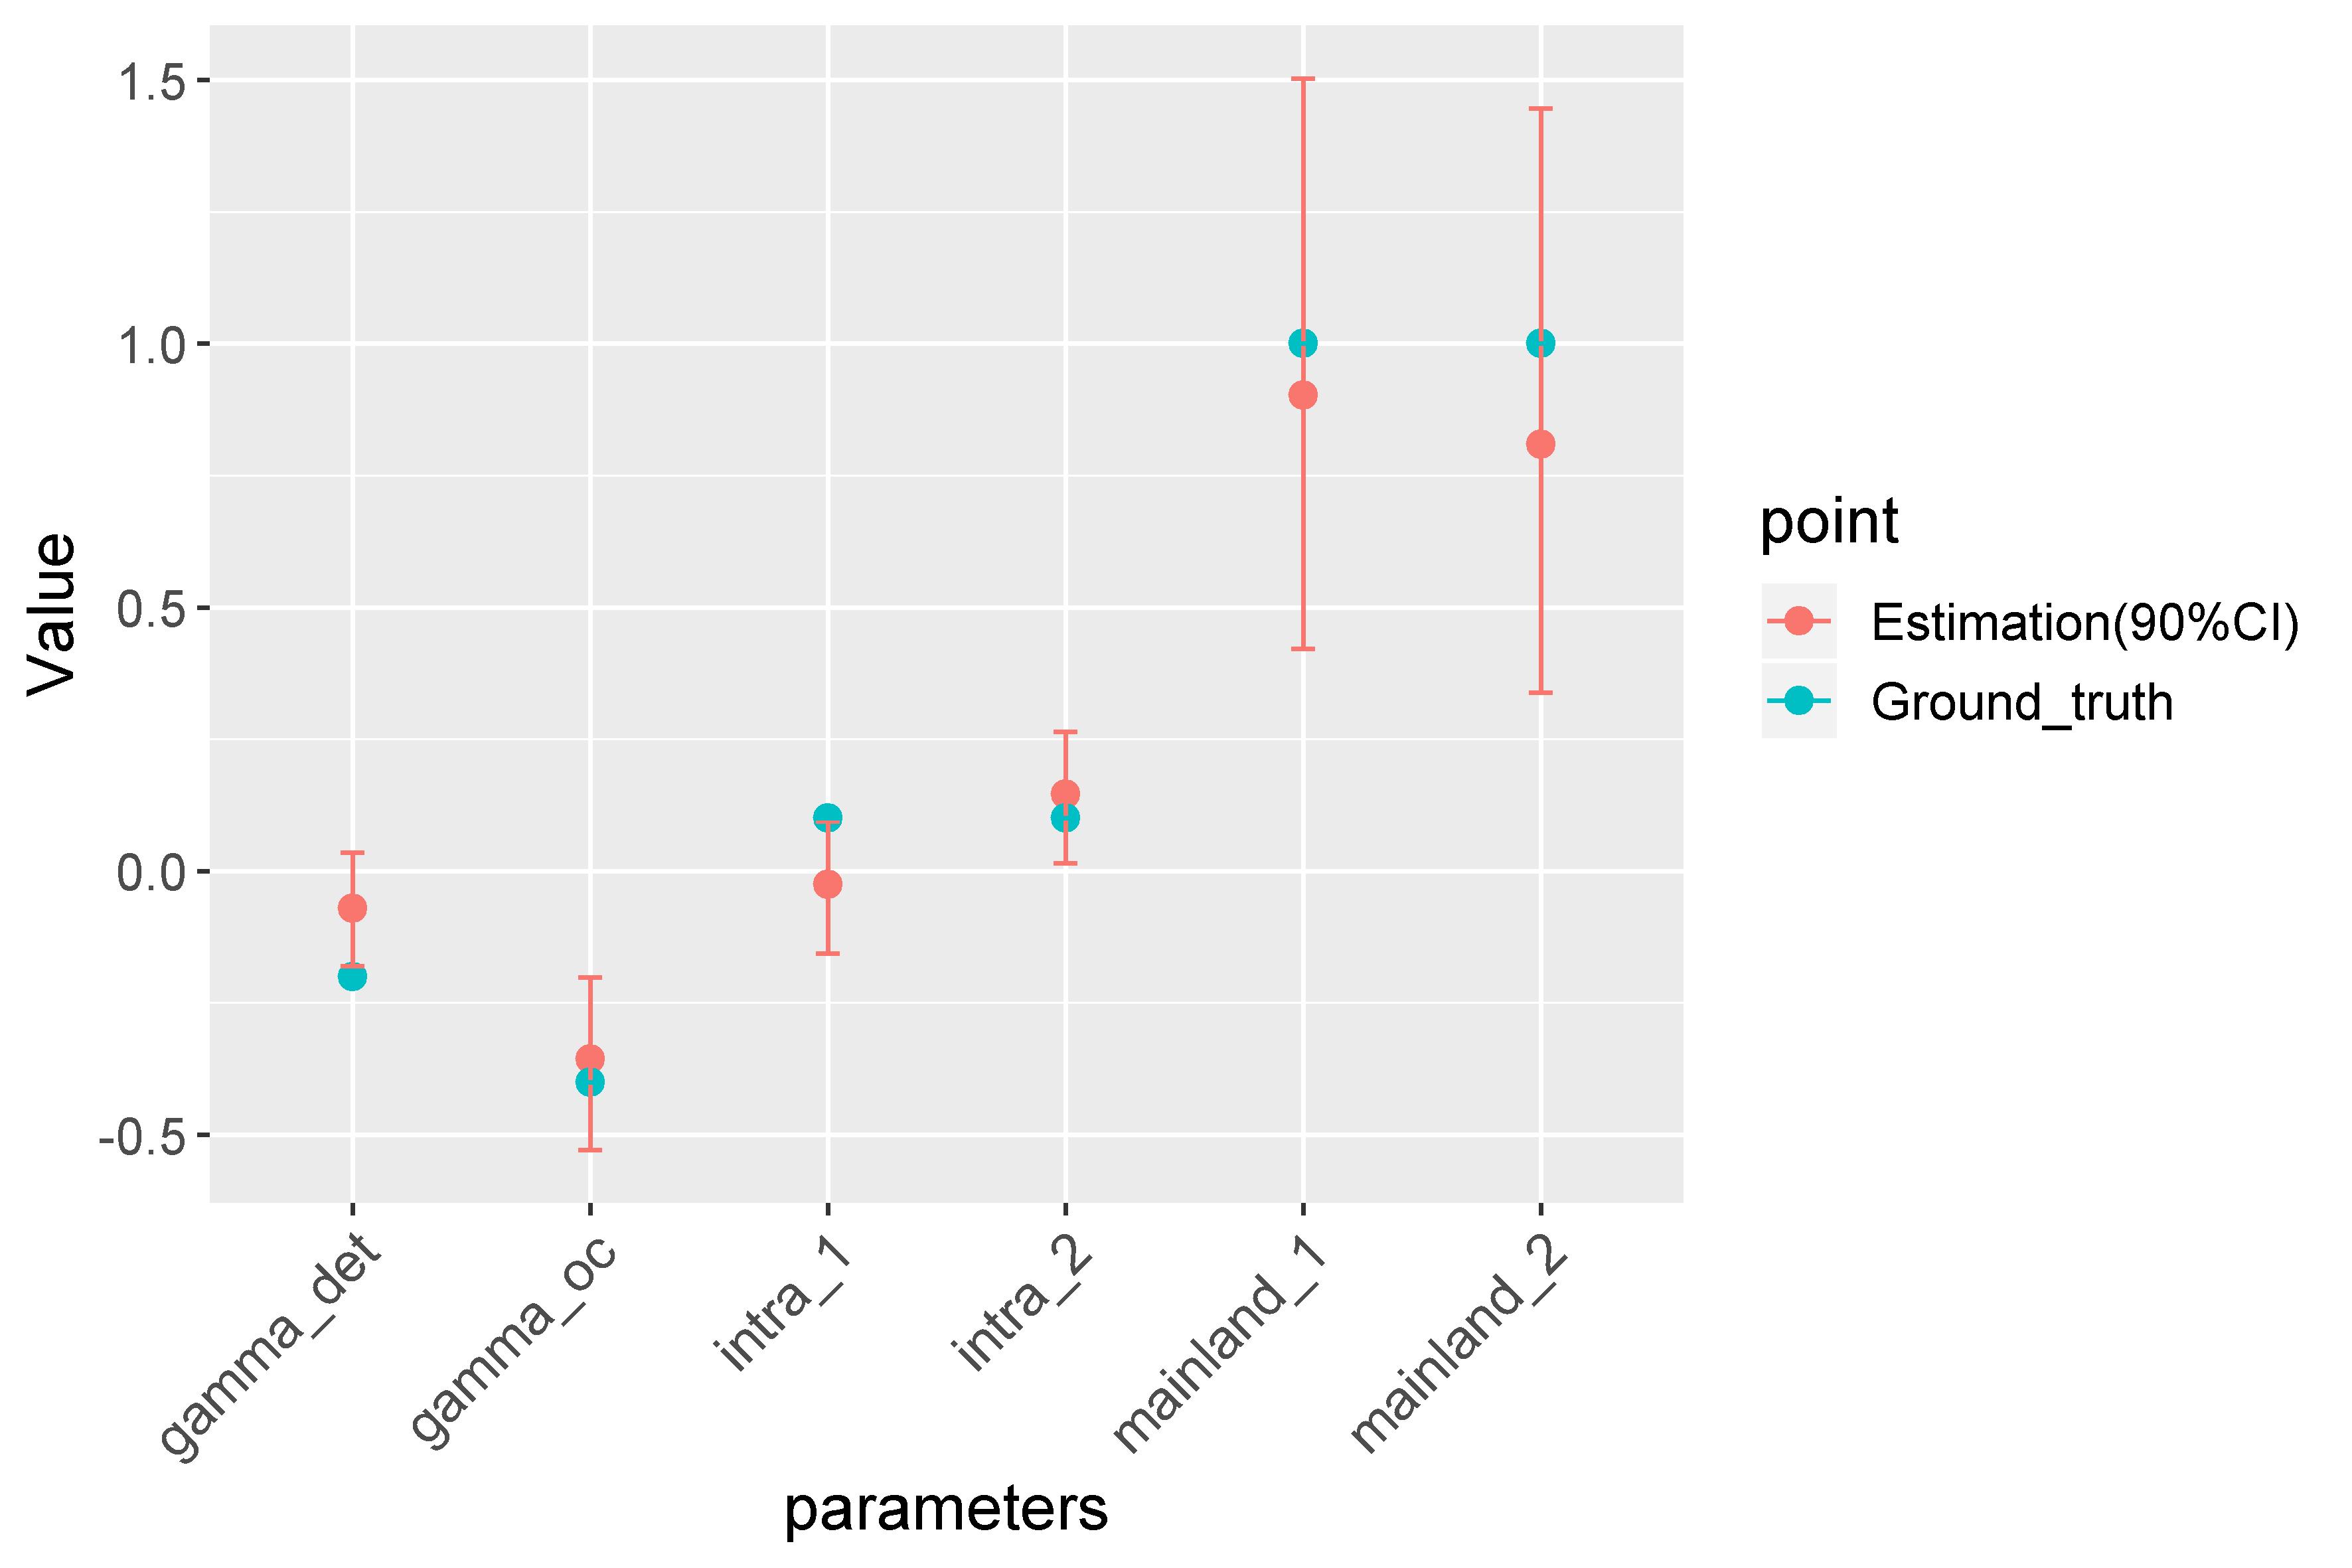 1.5
1.0
0.5
0.0
-0.5
Value
gamma_det
gamma_oc
intra_1
intra_2
mainland_1
mainland_2
parameters
point
Estimation(90%CI)
Ground_truth